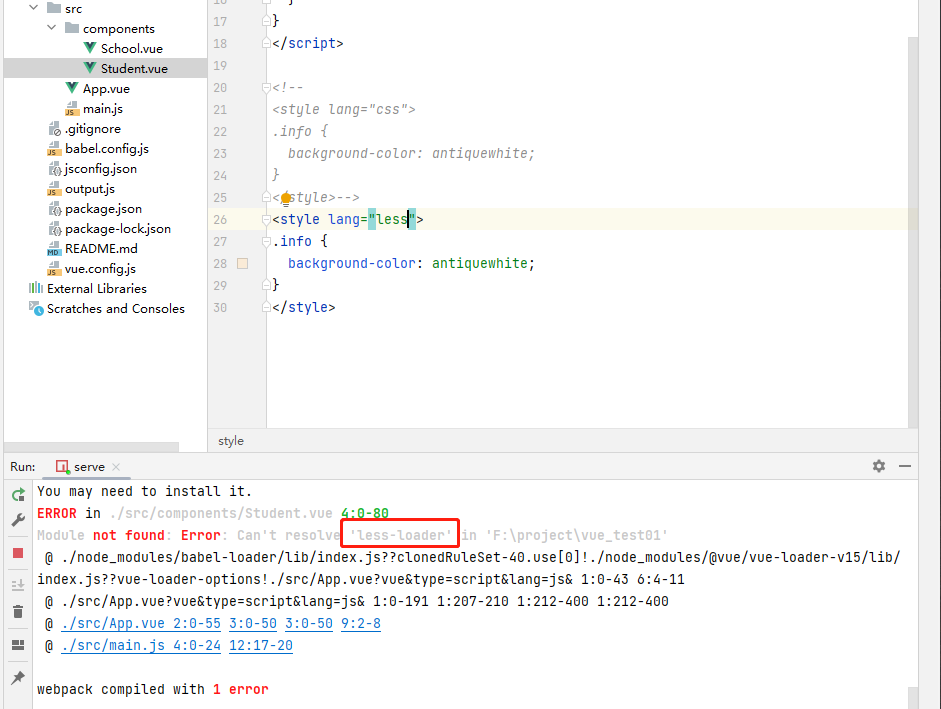 src
components
School.vue
Student.vue
App.vue
main.js
.gitignore
babel.config.js
jsconfig.json
output.js
package.json
package-lock.json
README.md
vue.config.js
External Libraries
Scratches and Consoles
17 }
18 </script>
19
20 <!--
21 <style lang="css">
22 .info {
23 background-color: antiquewhite;
24 }
25 </style>-->
26 <style lang="less">
27 .info {
28 background-color: antiquewhite;
29 }
30 </style>
style
Run: serve
You may need to install it.
ERROR in ./src/components/Student.vue 4:0-80
Module not found: Error: Can't resolve 'less-loader' in 'F:\project\vue_test01'
@ ./node_modules/babel-loader/lib/index.js??clonedRuleSet-40.use[0]!./node_modules/@vue/vue-loader-v15/lib/
index.js??vue-loader-options!./src/App.vue?vue&type=script&lang=js& 1:0-43 6:4-11
@ ./src/App.vue?vue&type=script&lang=js& 1:0-191 1:207-210 1:212-400 1:212-400
@ ./src/App.vue 2:0-55 3:0-50 3:0-50 9:2-8
@ ./src/main.js 4:0-24 12:17-20
webpack compiled with 1 error